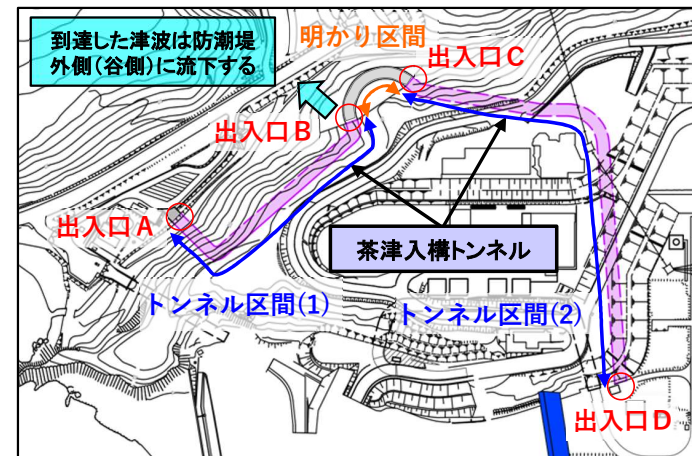 到達した津波は防潮堤
外側(谷側)に流下する
明かり区間
出入口C
出入口B
出入口A
茶津入構トンネル
トンネル区間(1)
トンネル区間(2)
出入口D